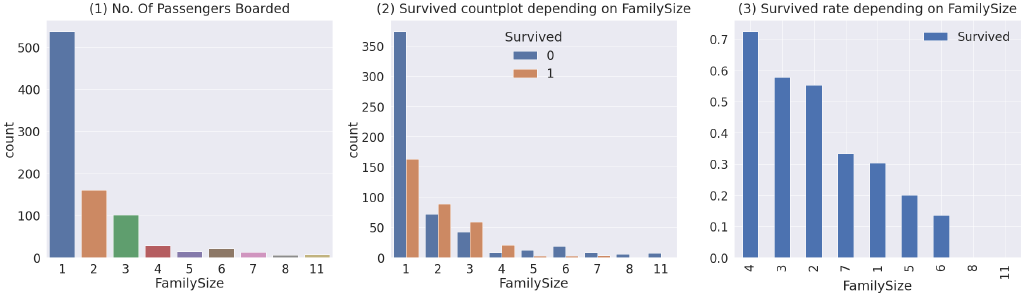 (1) No. Of Passengers Boarded
count
500
400
300
200
100
0
1 2 3 4 5 6 7 8 11
FamilySize
(2) Survived countplot depending on FamilySize
Survived
0
1
count
350
300
250
200
150
100
50
0
1 2 3 4 5 6 7 8 11
FamilySize
(3) Survived rate depending on FamilySize
Survived
0.7
0.6
0.5
0.4
0.3
0.2
0.1
0.0
4 3 2 7 1 5 6 8 11
FamilySize